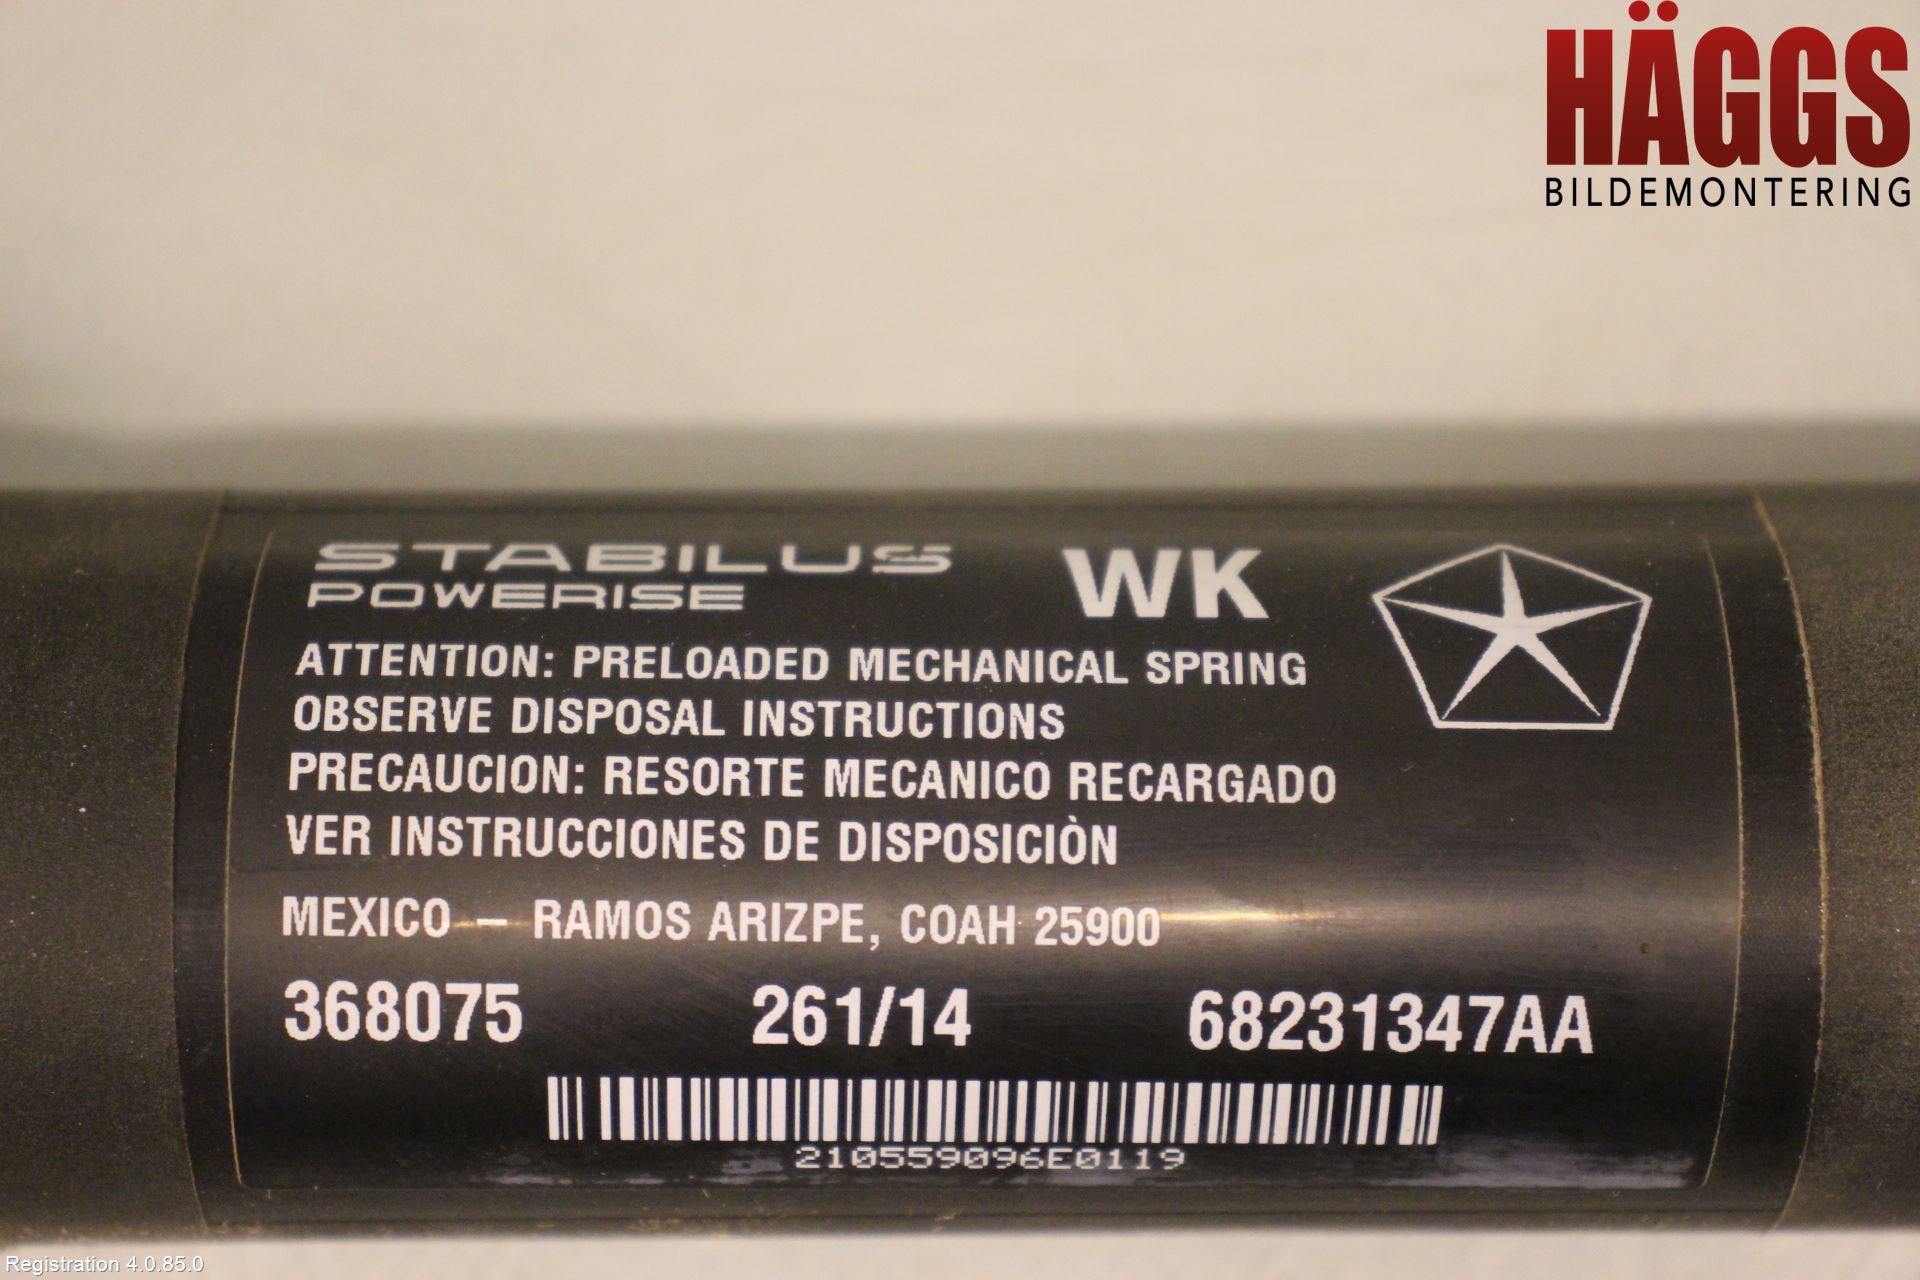 HÄGGS
BILDEMONTERING
STABILUS
POWERISE
WK
ATTENTION: PRELOADED MECHANICAL SPRING
OBSERVE DISPOSAL INSTRUCTIONS
PRECAUCION: RESORTE MECANICO RECARGADO
VER INSTRUCCIONES DE DISPOSICIÒN
MEXICO – RAMOS ARIZPE, COAH 25900
368075 261/14 68231347AA
210559096E0119
Registration 4.0.85.0